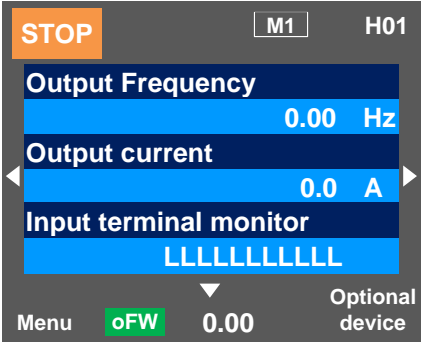 STOP M1 H01
Output Frequency
0.00 Hz
Output current
0.0 A
Input terminal monitor
LLLLLLLLLLL
Menu oFW 0.00 Optional
device